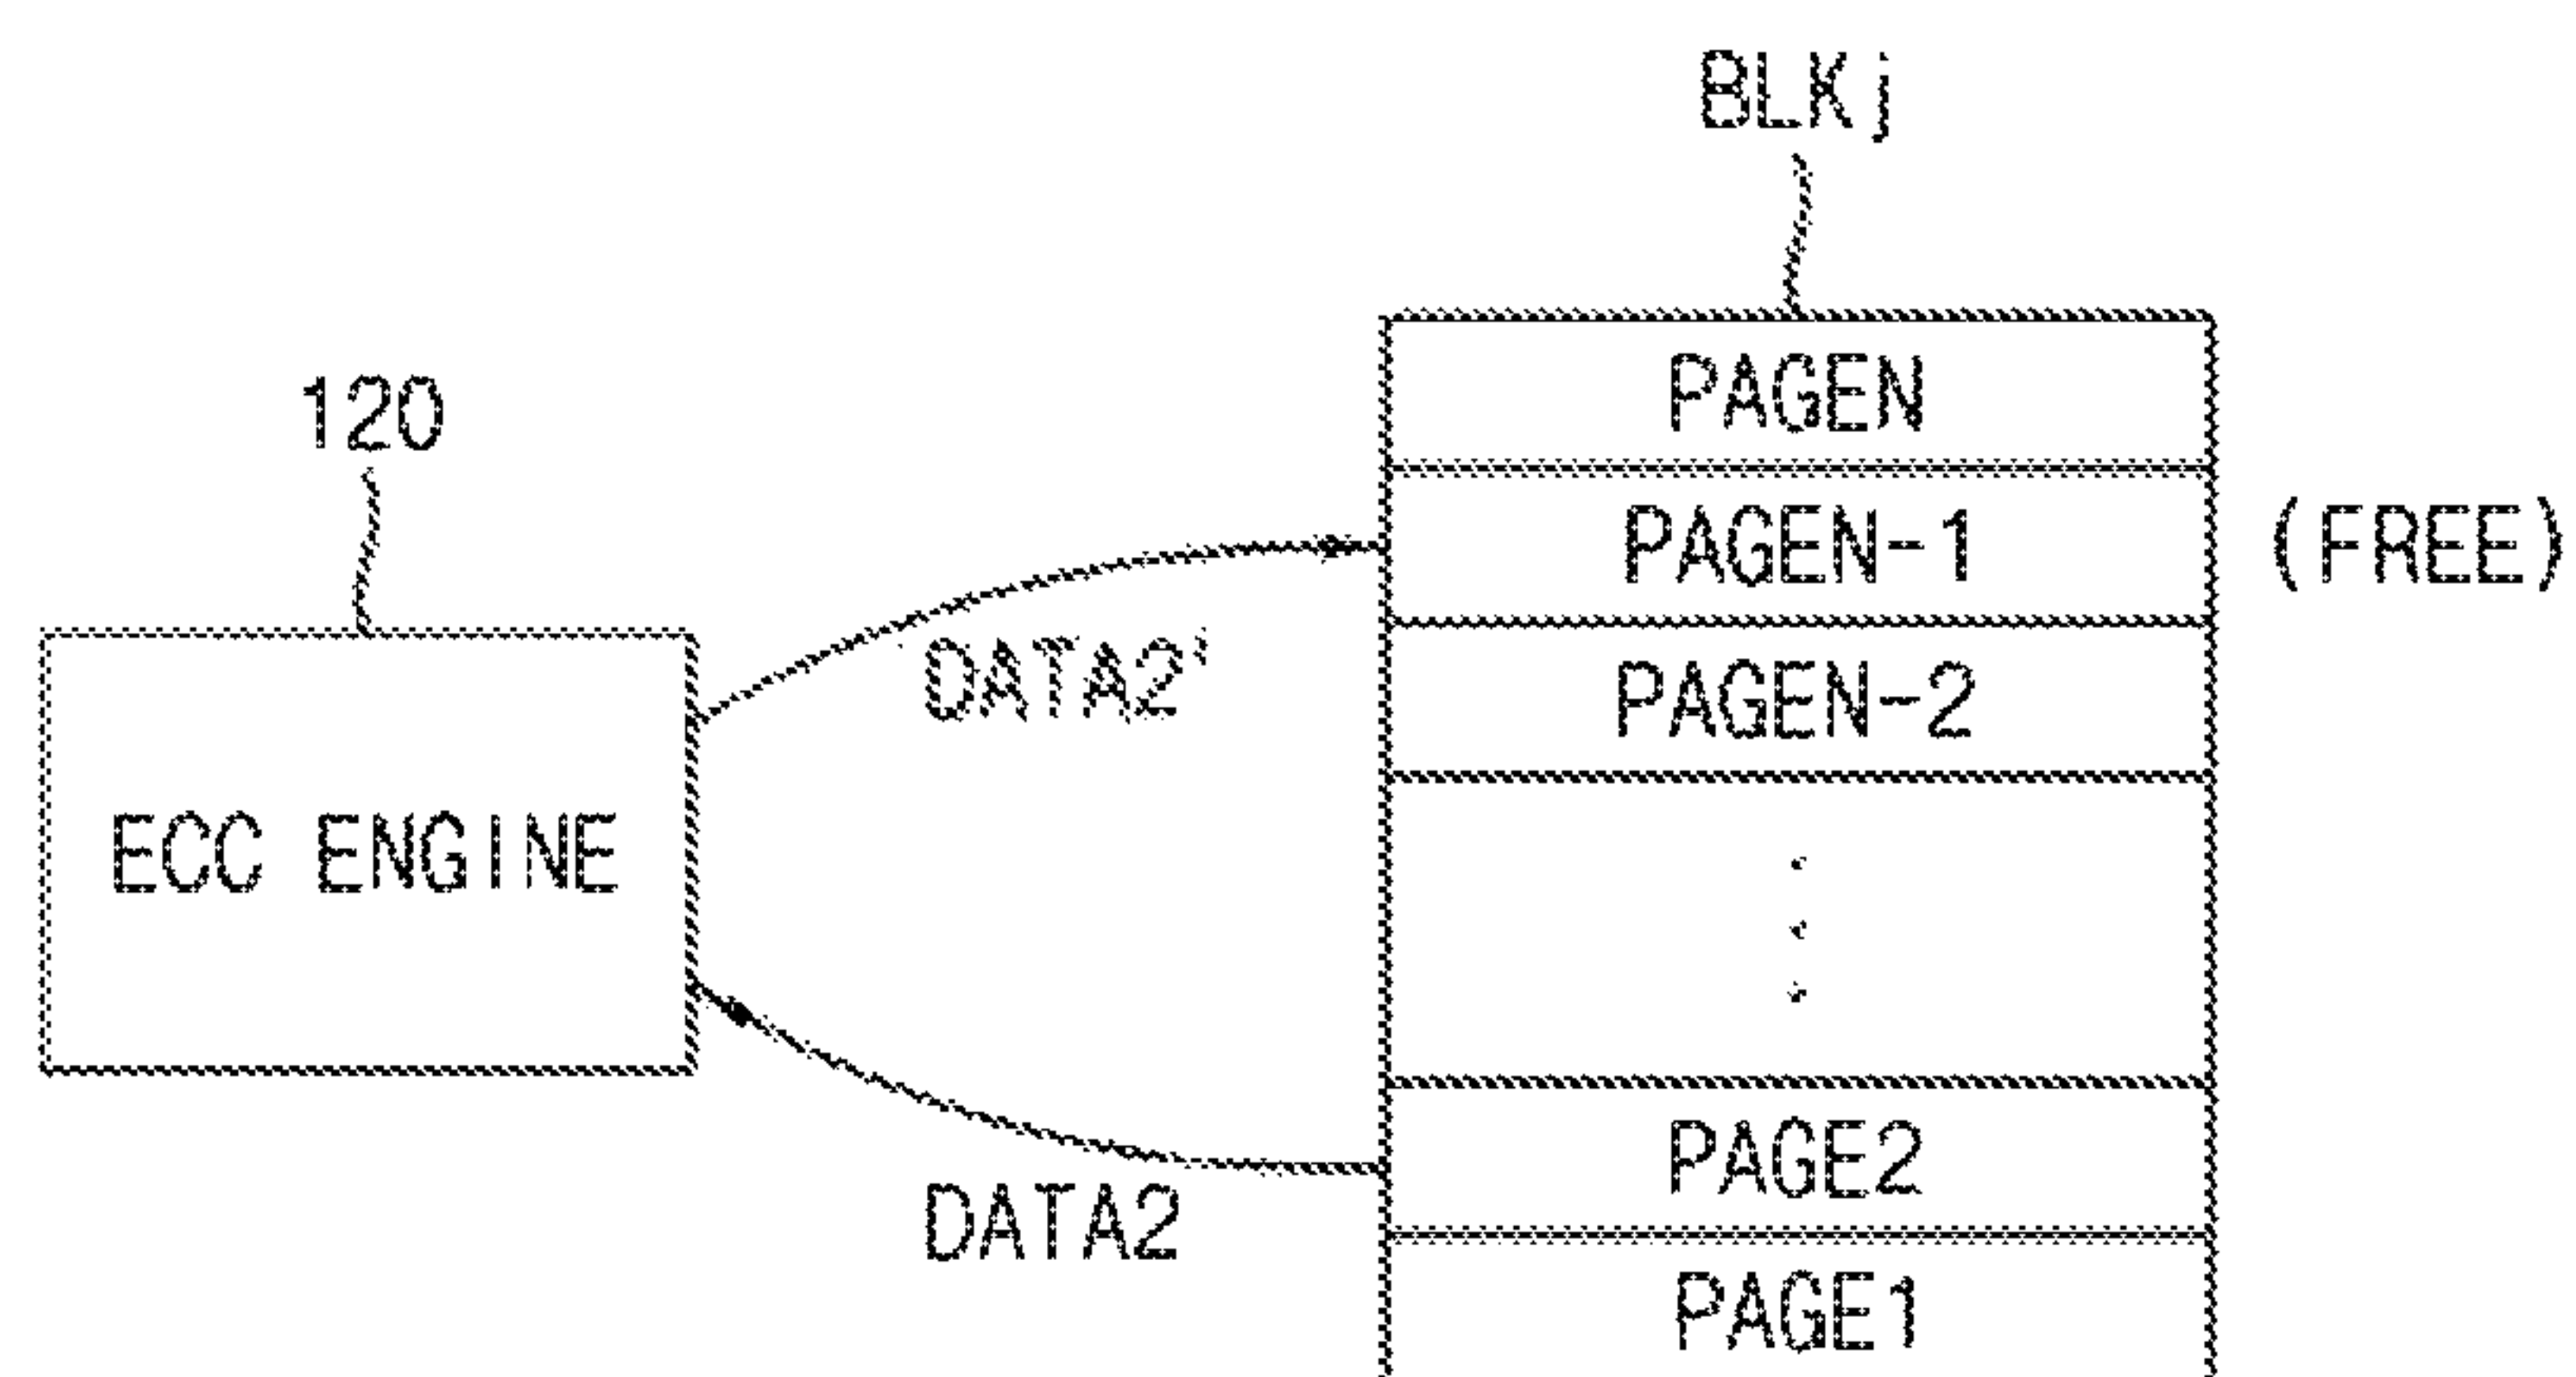 BLKj
120
PAGEN
PAGEN-1
(FREE)
DATA2'
PAGEN-2
ECC ENGINE
PAGE2
DATA2
PAGE1